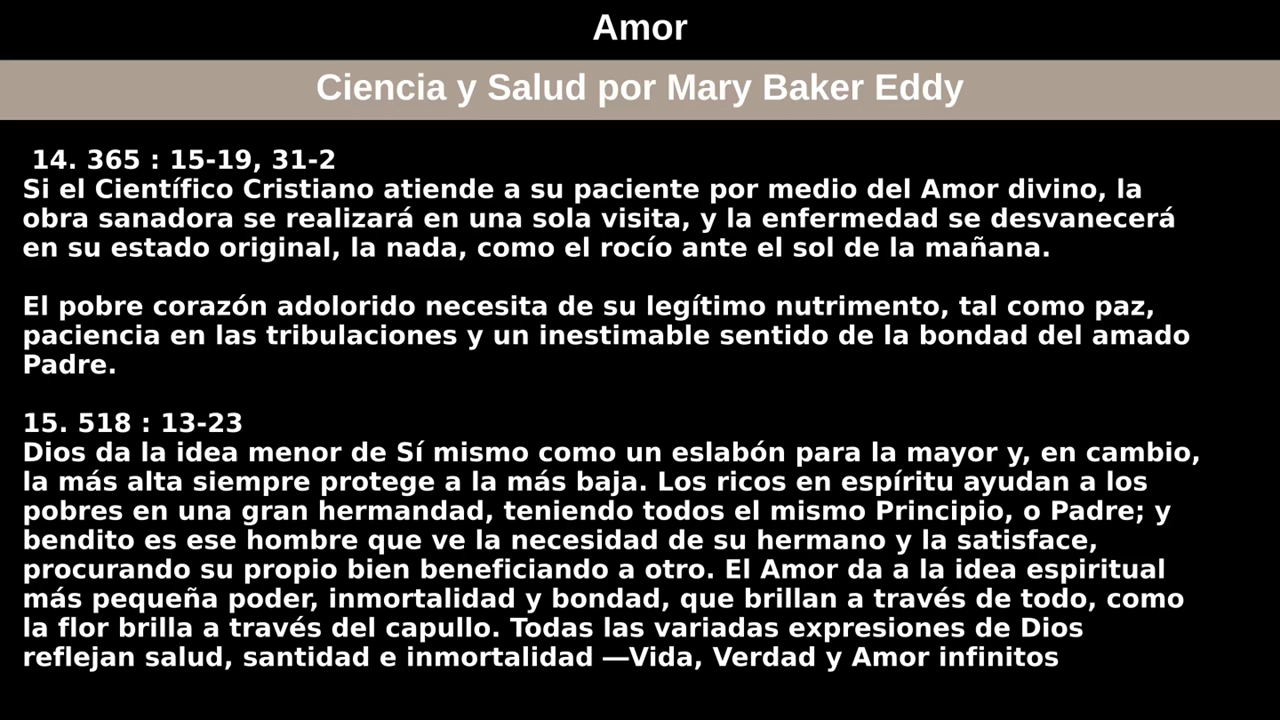 Amor
Ciencia y Salud por Mary Baker Eddy
14. 365 : 15-19, 31-2
Si el Científico Cristiano atiende a su paciente por medio del Amor divino, la
obra sanadora se realizará en una sola visita, y la enfermedad se desvanecerá
en su estado original, la nada, como el rocío ante el sol de la mañana.
El pobre corazón adolorido necesita de su legítimo nutrimento, tal como paz,
paciencia en las tribulaciones y un inestimable sentido de la bondad del amado
Padre.
15. 518 : 13-23
Dios da la idea menor de Sí mismo como un eslabón para la mayor y, en cambio,
la más alta siempre protege a la más baja. Los ricos en espíritu ayudan a los
pobres en una gran hermandad, teniendo todos el mismo Principio, o Padre; y
bendito es ese hombre que ve la necesidad de su hermano y la satisface,
procurando su propio bien beneficiando a otro. El Amor da a la idea espiritual
más pequeña poder, inmortalidad y bondad, que brillan a través de todo, como
la flor brilla a través del capullo. Todas las variadas expresiones de Dios
reflejan salud, santidad e inmortalidad —Vida, Verdad y Amor infinitos